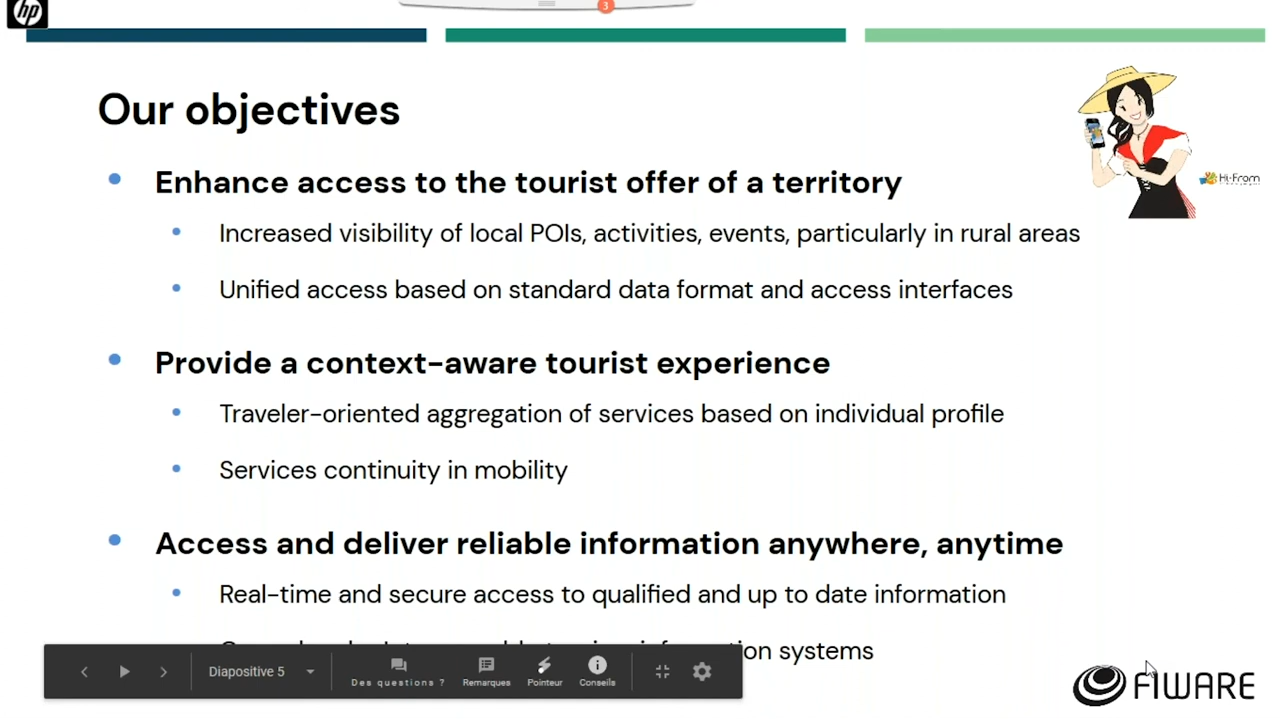 hp
3
Our objectives
Enhance access to the tourist offer of a territory
Hi-From
Increased visibility of local POIs, activities, events, particularly in rural areas
Unified access based on standard data format and access interfaces
Provide a context-aware tourist experience
Traveler-oriented aggregation of services based on individual profile
Services continuity in mobility
Access and deliver reliable information anywhere, anytime
Real-time and secure access to qualified and up to date information
systems
Diapositive 5
Des questions ?
Remarques
Pointeur
Conseils
FIWARE